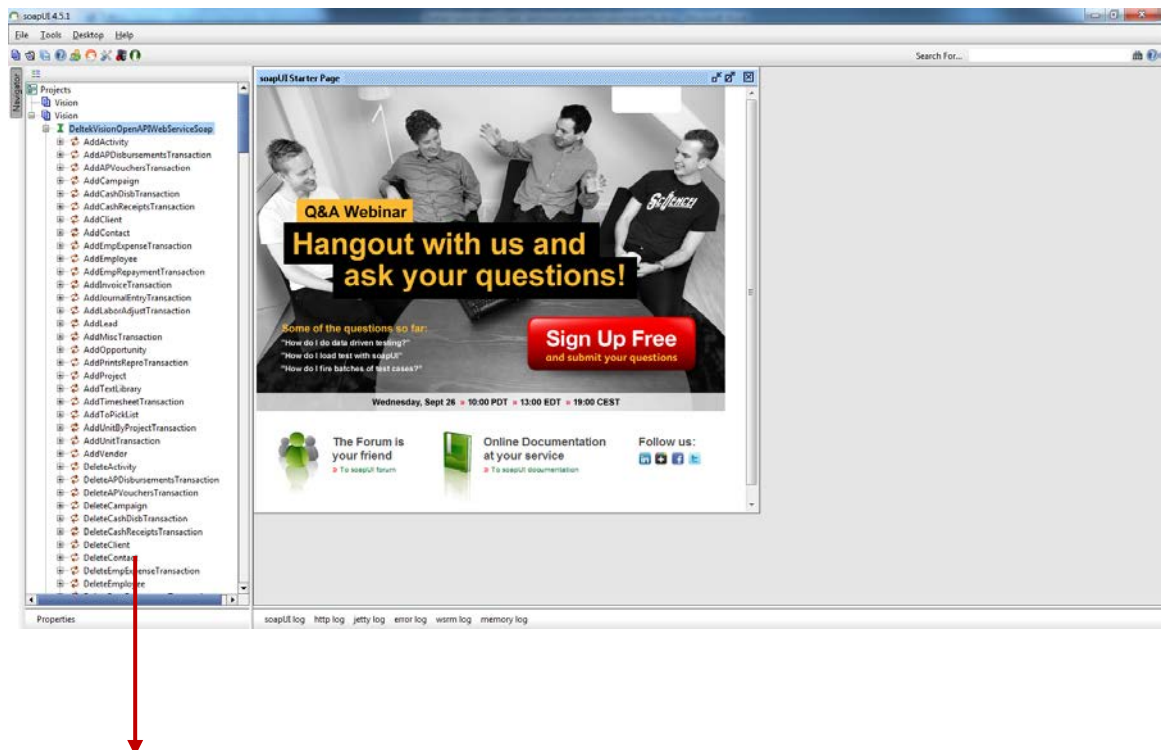 soapUI 4.5.1
File Tools Desktop Help
Search For...
Navigator
Projects
Vision
Vision
DeltekVisionOpenAPIWebServiceSoap
AddActivity
AddAPDisbursementsTransaction
AddAPVouchersTransaction
AddCampaign
AddCashDisbTransaction
AddCashReceiptsTransaction
AddClient
AddContact
AddEmpExpenseTransaction
AddEmployee
AddEmpRepaymentTransaction
AddInvoiceTransaction
AddJournalEntryTransaction
AddLaborAdjustTransaction
AddLead
AddMiscTransaction
AddOpportunity
AddPrintsReproTransaction
AddProject
AddTextLibrary
AddTimesheetTransaction
AddToPickList
AddUnitByProjectTransaction
AddUnitTransaction
AddVendor
DeleteActivity
DeleteAPDisbursementsTransaction
DeleteAPVouchersTransaction
DeleteCampaign
DeleteCashDisbTransaction
DeleteCashReceiptsTransaction
DeleteClient
DeleteContact
DeleteEmpExpenseTransaction
DeleteEmployee
Properties
soapUI Starter Page
SCIENCE!
Q&A Webinar
Hangout with us and
ask your questions!
Some of the questions so far:
"How do I do data driven testing?"
"How do I load test with soapUI"
"How do I fire batches of test cases?"
Sign Up Free
and submit your questions
Wednesday, Sept 26 » 10:00 PDT » 13:00 EDT » 19:00 CEST
The Forum is
your friend
» To soapUI forum
Online Documentation
at your service
» To soapUI documentation
Follow us:
soapUI log http log jetty log error log wsrm log memory log